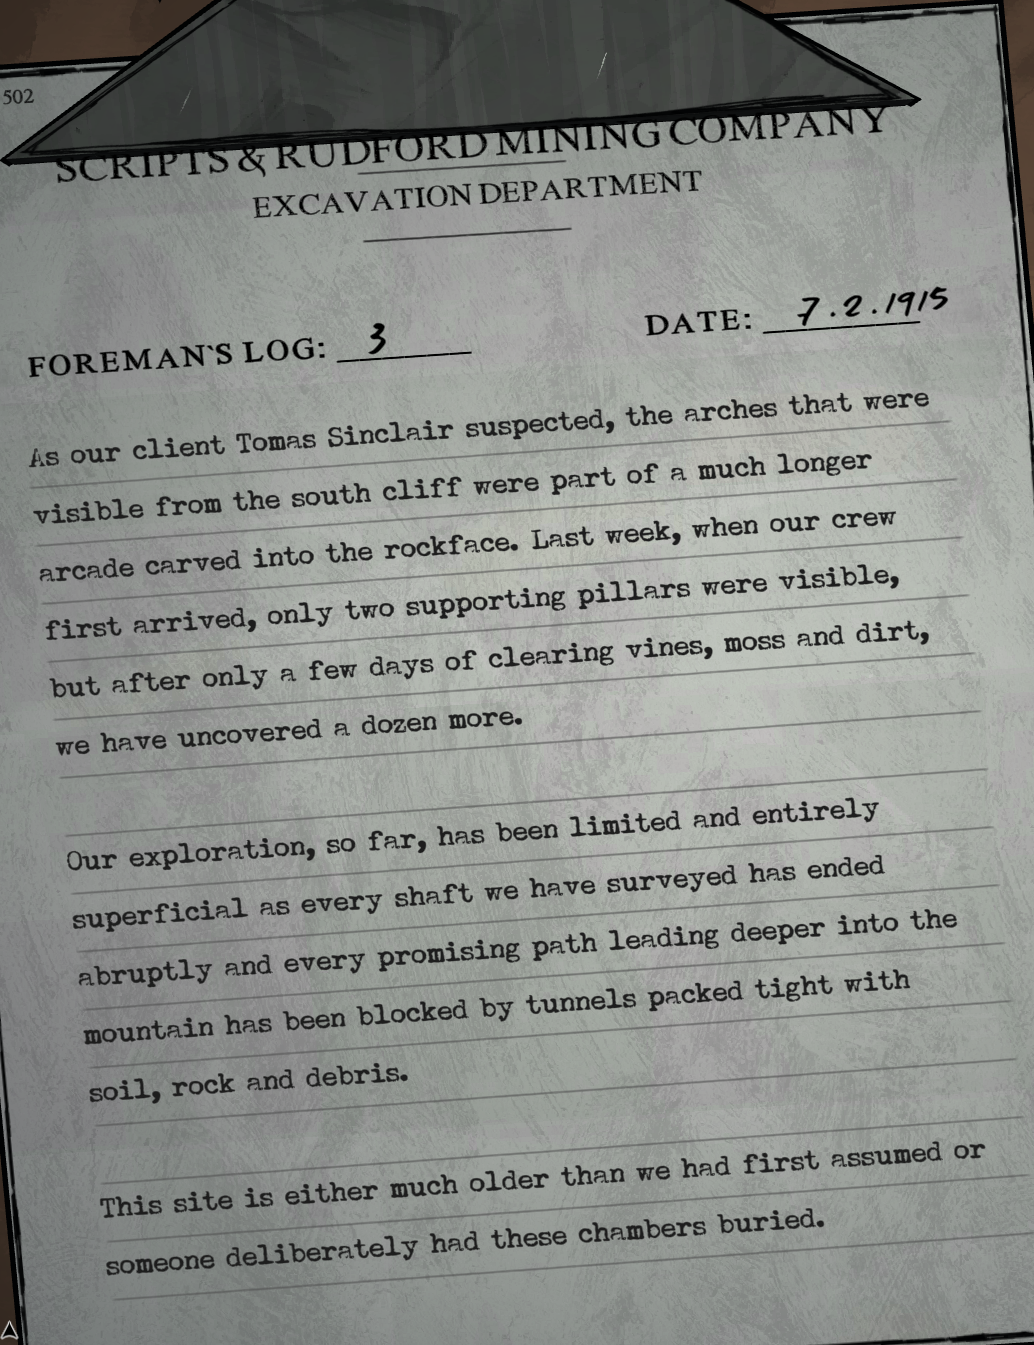 502
SCRIPTS & RUDFORD MINING COMPANY
EXCAVATION DEPARTMENT
FOREMAN'S LOG: 3
DATE: 7.2.1915
As our client Tomas Sinclair suspected, the arches that were
visible from the south cliff were part of a much longer
arcade carved into the rockface. Last week, when our crew
first arrived, only two supporting pillars were visible,
but after only a few days of clearing vines, moss and dirt,
we have uncovered a dozen more.
Our exploration, so far, has been limited and entirely
superficial as every shaft we have surveyed has ended
abruptly and every promising path leading deeper into the
mountain has been blocked by tunnels packed tight with
soil, rock and debris.
This site is either much older than we had first assumed or
someone deliberately had these chambers buried.